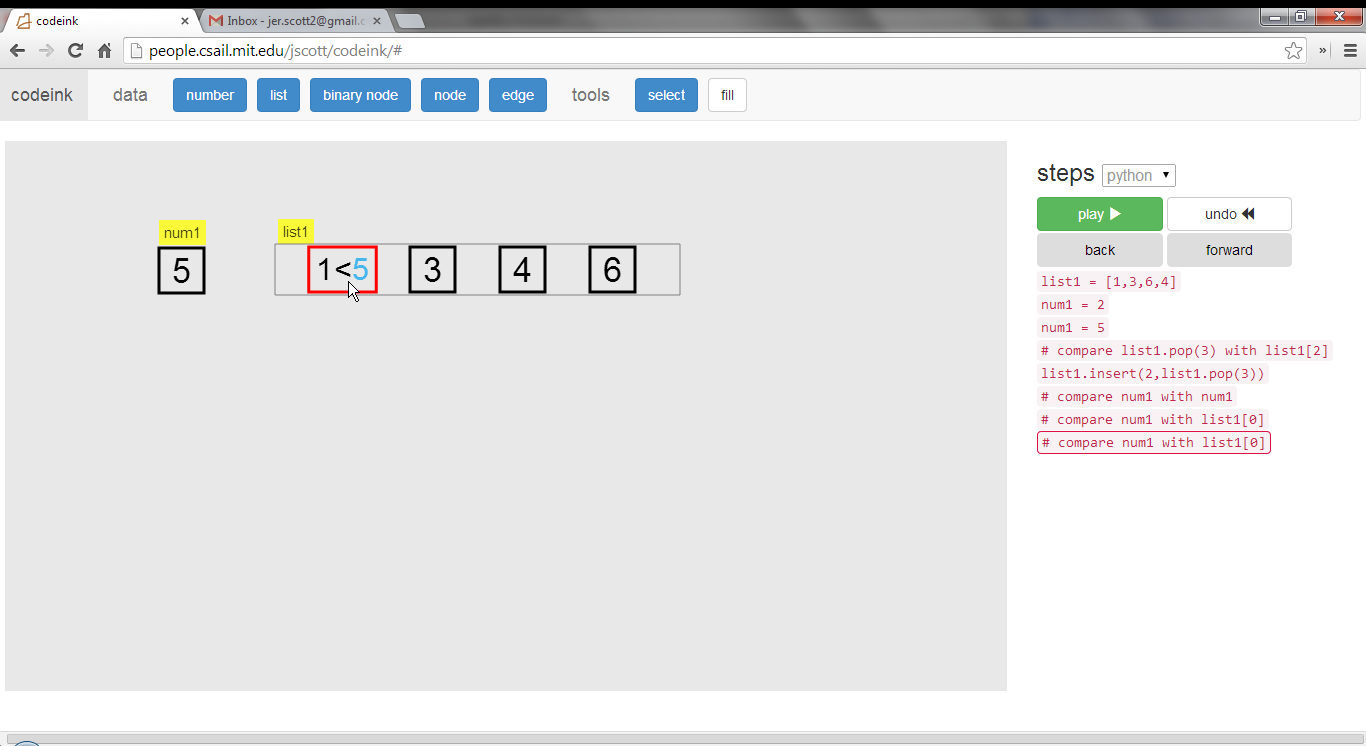 codeink
Inbox - jer.scott2@gmail.c
people.csail.mit.edu/jscott/codeink/#
codeink data number list binary node node edge tools select fill
num1
5
list1
1<5 3 4 6
steps python
play undo
back forward
list1 = [1,3,6,4]
num1 = 2
num1 = 5
# compare list1.pop(3) with list1[2]
list1.insert(2,list1.pop(3))
# compare num1 with num1
# compare num1 with list1[0]
# compare num1 with list1[0]